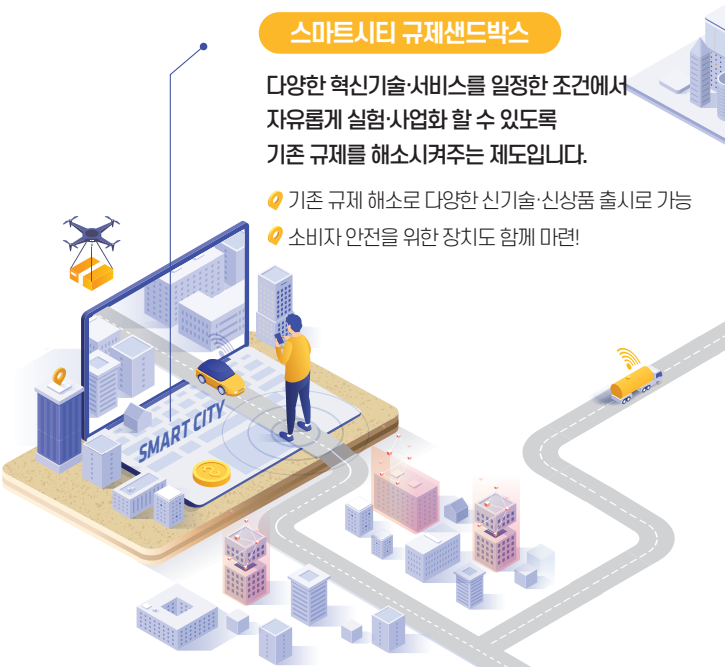 스마트시티 규제샌드박스
다양한 혁신기술·서비스를 일정한 조건에서
자유롭게 실험·사업화 할 수 있도록
기존 규제를 해소시켜주는 제도입니다.
기존 규제 해소로 다양한 신기술·신상품 출시로 가능
소비자 안전을 위한 장치도 함께 마련!
SMART CITY